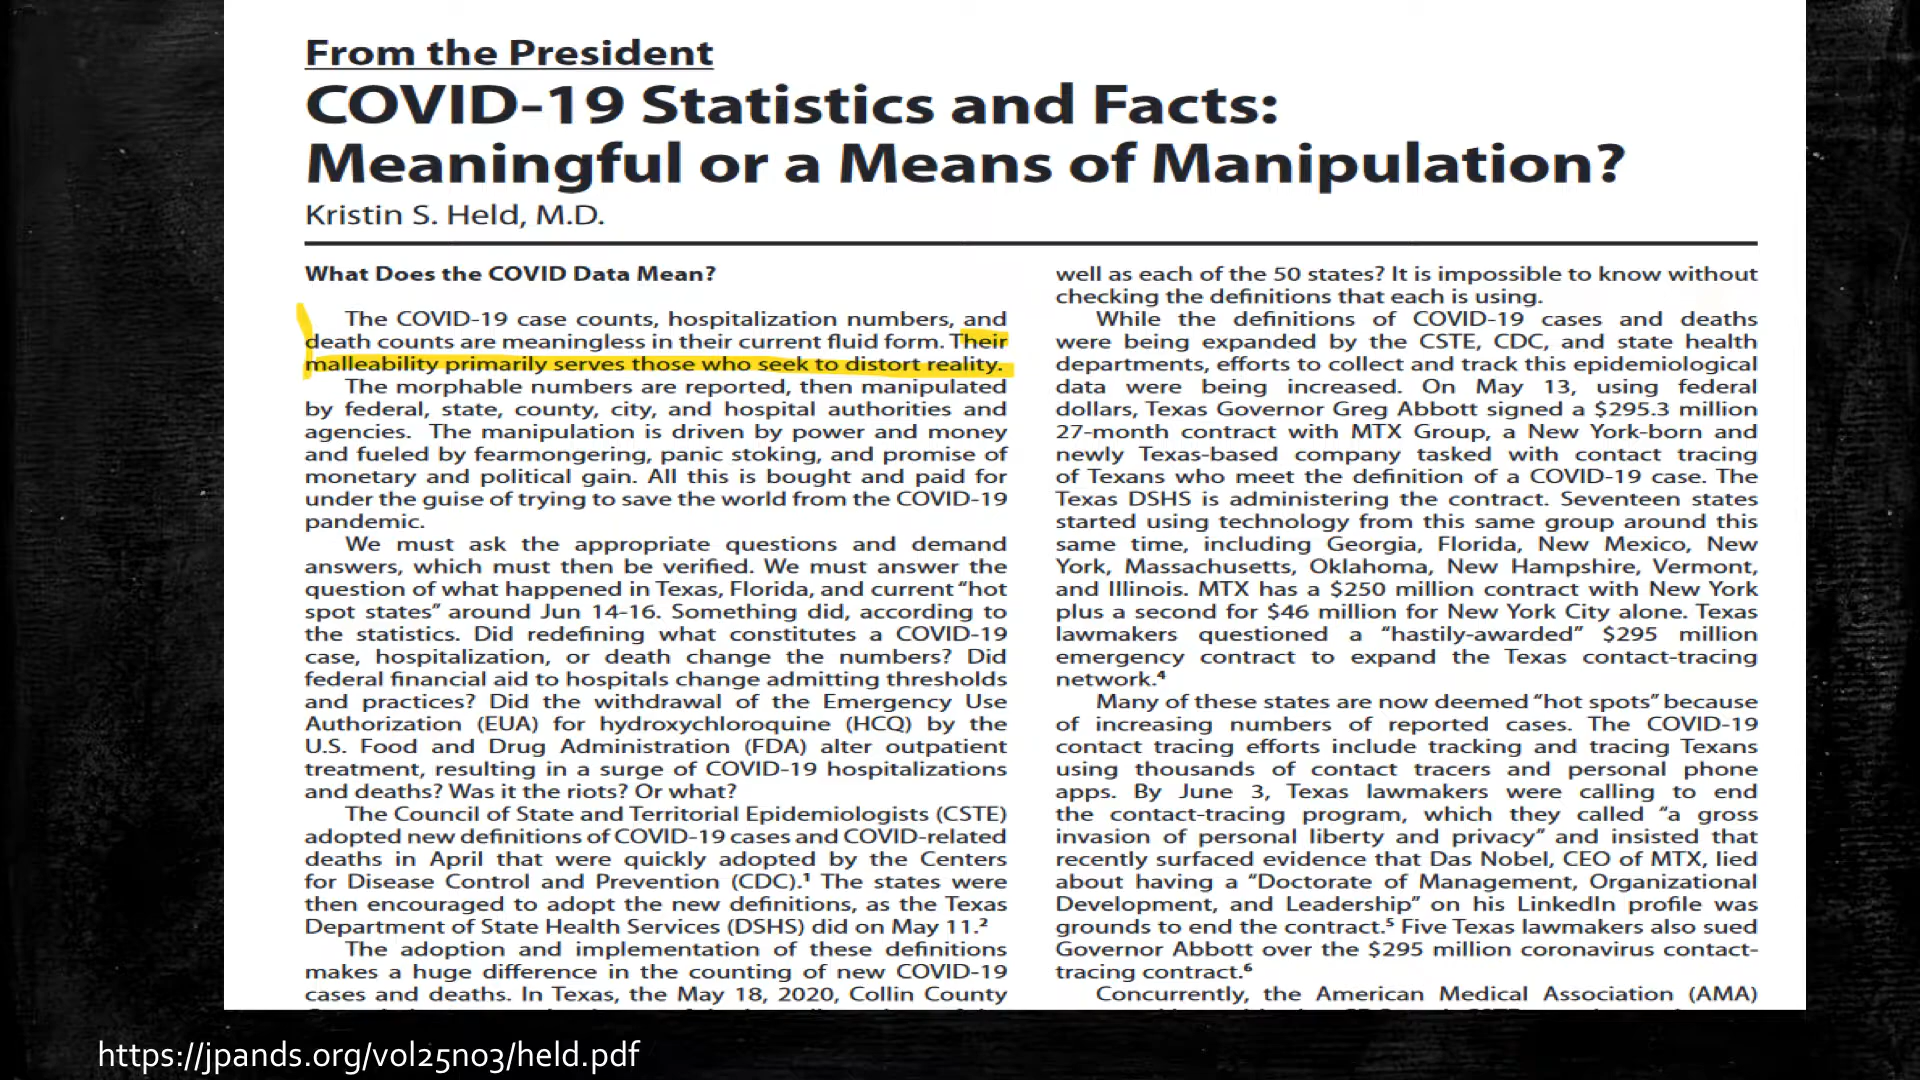 From the President
COVID-19 Statistics and Facts:
Meaningful or a Means of Manipulation?
Kristin S. Held, M.D.
What Does the COVID Data Mean?
The COVID-19 case counts, hospitalization numbers, and
death counts are meaningless in their current fluid form. Their
malleability primarily serves those who seek to distort reality.
The morphable numbers are reported, then manipulated
by federal, state, county, city, and hospital authorities and
agencies. The manipulation is driven by power and money
and fueled by fearmongering, panic stoking, and promise of
monetary and political gain. All this is bought and paid for
under the guise of trying to save the world from the COVID-19
pandemic.
We must ask the appropriate questions and demand
answers, which must then be verified. We must answer the
question of what happened in Texas, Florida, and current “hot
spot states” around Jun 14-16. Something did, according to
the statistics. Did redefining what constitutes a COVID-19
case, hospitalization, or death change the numbers? Did
federal financial aid to hospitals change admitting thresholds
and practices? Did the withdrawal of the Emergency Use
Authorization (EUA) for hydroxychloroquine (HCQ) by the
U.S. Food and Drug Administration (FDA) alter outpatient
treatment, resulting in a surge of COVID-19 hospitalizations
and deaths? Was it the riots? Or what?
The Council of State and Territorial Epidemiologists (CSTE)
adopted new definitions of COVID-19 cases and COVID-related
deaths in April that were quickly adopted by the Centers
for Disease Control and Prevention (CDC).¹ The states were
then encouraged to adopt the new definitions, as the Texas
Department of State Health Services (DSHS) did on May 11.²
The adoption and implementation of these definitions
makes a huge difference in the counting of new COVID-19
cases and deaths. In Texas, the May 18, 2020, Collin County
well as each of the 50 states? It is impossible to know without
checking the definitions that each is using.
While the definitions of COVID-19 cases and deaths
were being expanded by the CSTE, CDC, and state health
departments, efforts to collect and track this epidemiological
data were being increased. On May 13, using federal
dollars, Texas Governor Greg Abbott signed a $295.3 million
27-month contract with MTX Group, a New York-born and
newly Texas-based company tasked with contact tracing
of Texans who meet the definition of a COVID-19 case. The
Texas DSHS is administering the contract. Seventeen states
started using technology from this same group around this
same time, including Georgia, Florida, New Mexico, New
York, Massachusetts, Oklahoma, New Hampshire, Vermont,
and Illinois. MTX has a $250 million contract with New York
plus a second for $46 million for New York City alone. Texas
lawmakers questioned a “hastily-awarded” $295 million
emergency contract to expand the Texas contact-tracing
network.⁴
Many of these states are now deemed “hot spots” because
of increasing numbers of reported cases. The COVID-19
contact tracing efforts include tracking and tracing Texans
using thousands of contact tracers and personal phone
apps. By June 3, Texas lawmakers were calling to end
the contact-tracing program, which they called “a gross
invasion of personal liberty and privacy” and insisted that
recently surfaced evidence that Das Nobel, CEO of MTX, lied
about having a “Doctorate of Management, Organizational
Development, and Leadership” on his LinkedIn profile was
grounds to end the contract.⁵ Five Texas lawmakers also sued
Governor Abbott over the $295 million coronavirus contact-
tracing contract.⁶
Concurrently, the American Medical Association (AMA)
https://jpands.org/vol25no3/held.pdf